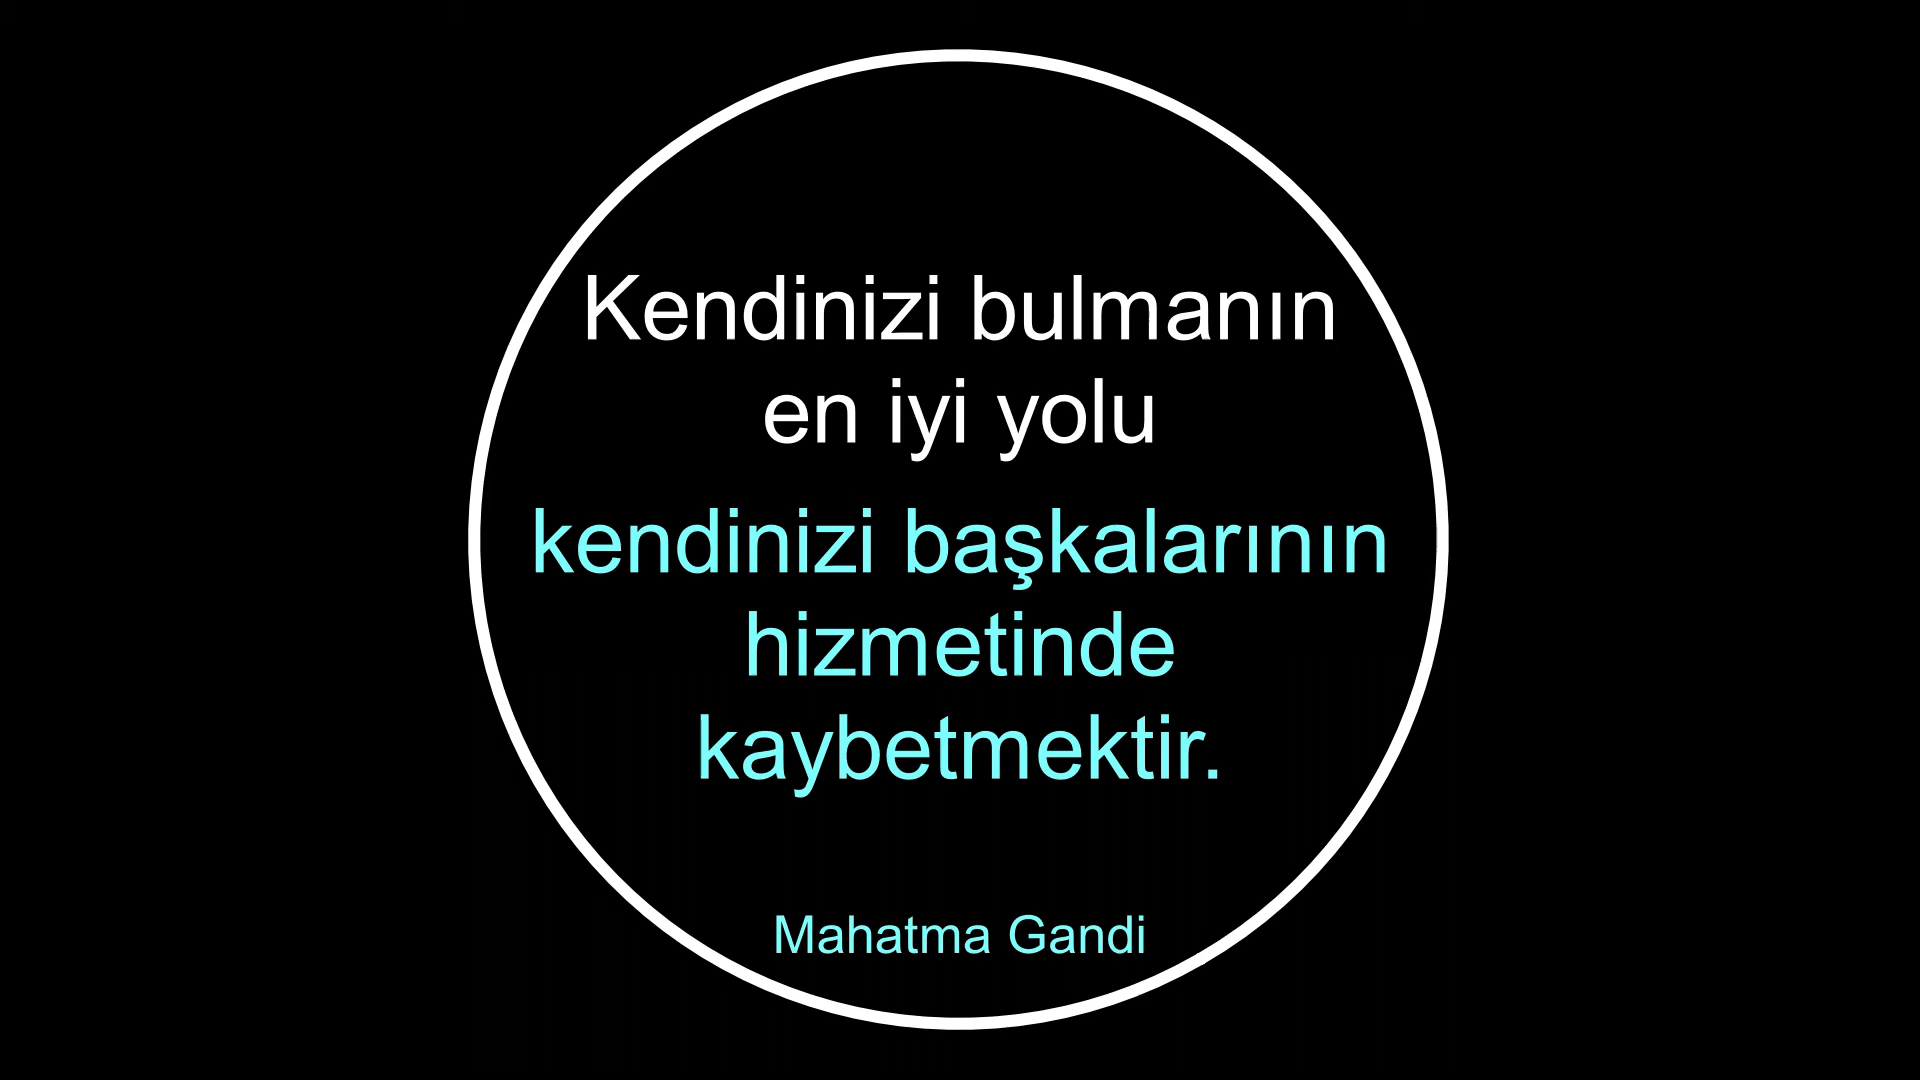 Kendinizi bulmanın
en iyi yolu
kendinizi başkalarının
hizmetinde
kaybetmektir.
Mahatma Gandi